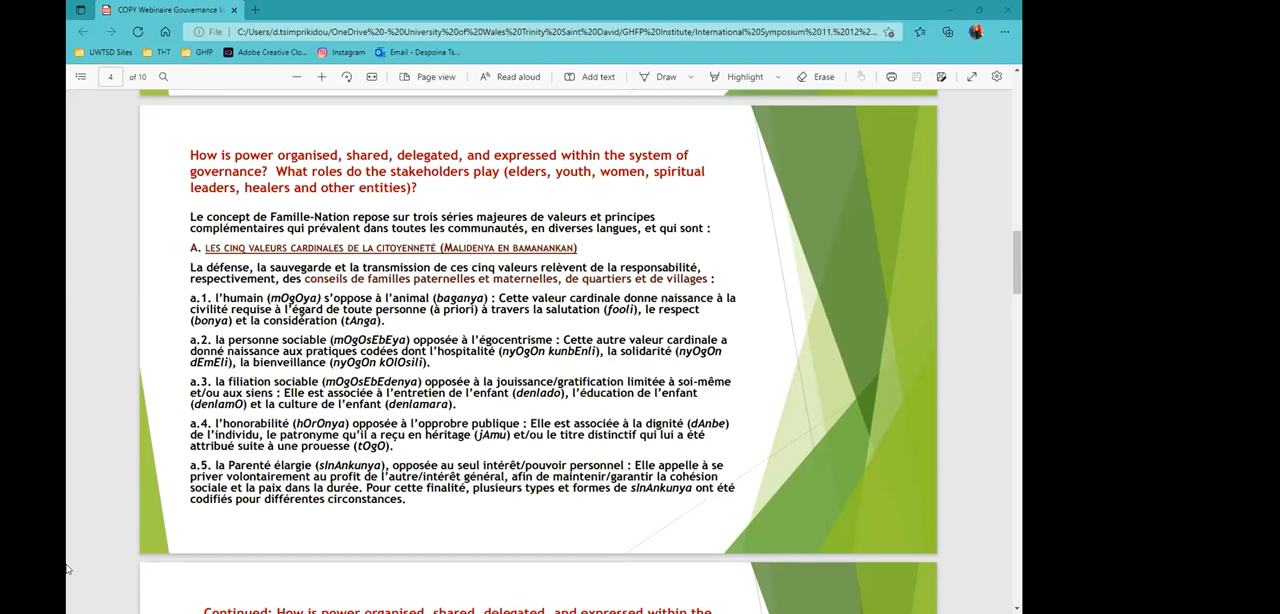 COPY Webinaire Gouvernance k
File
C:/Users/d.tsimprikidou/OneDrive%20-%20University%20of%20Wales%20Trinity%20Saint%20David/GHFP%20Institute/International%20Symposium%2011.%2012%2...
UWTSD Sites
THT
GHfP
Adobe Creative Clo...
Instagram
Email - Despoina Ts...
4 of 10
Page view
Read aloud
Add text
Draw
Highlight
Erase
How is power organised, shared, delegated, and expressed within the system of
governance? What roles do the stakeholders play (elders, youth, women, spiritual
leaders, healers and other entities)?
Le concept de Famille-Nation repose sur trois séries majeures de valeurs et principes
complémentaires qui prévalent dans toutes les communautés, en diverses langues, et qui sont :
A. LES CINQ VALEURS CARDINALES DE LA CITOYENNETÉ (MALIDENYA EN BAMANANKAN)
La défense, la sauvegarde et la transmission de ces cinq valeurs relèvent de la responsabilité,
respectivement, des conseils de familles paternelles et maternelles, de quartiers et de villages :
a.1. l'humain (mOgOya) s'oppose à l'animal (baganya) : Cette valeur cardinale donne naissance à la
civilité requise à l'égard de toute personne (à priori) à travers la salutation (fooli), le respect
(bonya) et la considération (tAnga).
a.2. la personne sociable (mOgOsEbEya) opposée à l'égocentrisme : Cette autre valeur cardinale a
donné naissance aux pratiques codées dont l'hospitalité (nyOgOn kunbEnli), la solidarité (nyOgOn
dEmEli), la bienveillance (nyOgOn kOlOsili).
a.3. la filiation sociable (mOgOsEbEdenya) opposée à la jouissance/gratification limitée à soi-même
et/ou aux siens : Elle est associée à l'entretien de l'enfant (denlado), l'éducation de l'enfant
(denlamO) et la culture de l'enfant (denlamara).
a.4. l'honorabilité (hOrOnya) opposée à l'opprobre publique : Elle est associée à la dignité (dAnbe)
de l'individu, le patronyme qu'il a reçu en héritage (jAmu) et/ou le titre distinctif qui lui a été
attribué suite à une prouesse (tOgO).
a.5. la Parenté élargie (sInAnkunya), opposée au seul intérêt/pouvoir personnel : Elle appelle à se
priver volontairement au profit de l'autre/intérêt général, afin de maintenir/garantir la cohésion
sociale et la paix dans la durée. Pour cette finalité, plusieurs types et formes de sInAnkunya ont été
codifiés pour différentes circonstances.
Continued: How is power organised, shared, delegated, and expressed within the